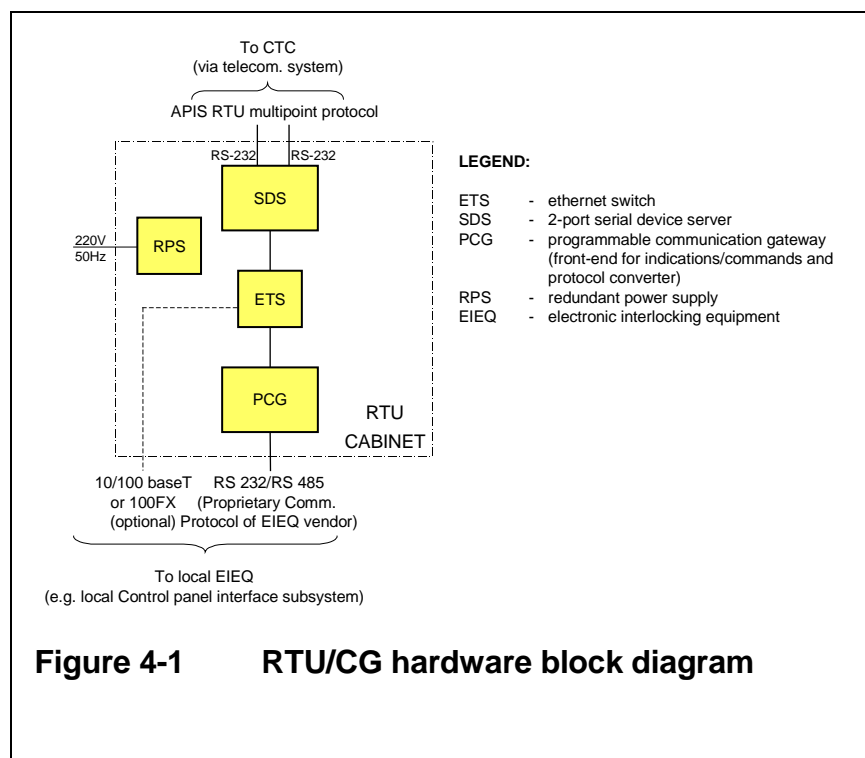 To CTC
(via telecom. system)
APIS RTU multipoint protocol
RS-232 RS-232
SDS
220V
50Hz
RPS
ETS
PCG
RTU
CABINET
10/100 baseT
or 100FX
(optional)
RS 232/RS 485
(Proprietary Comm.
Protocol of EIEQ vendor)
To local EIEQ
(e.g. local Control panel interface subsystem)
LEGEND:
ETS - ethernet switch
SDS - 2-port serial device server
PCG - programmable communication gateway
(front-end for indications/commands and
protocol converter)
RPS - redundant power supply
EIEQ - electronic interlocking equipment
Figure 4-1 RTU/CG hardware block diagram